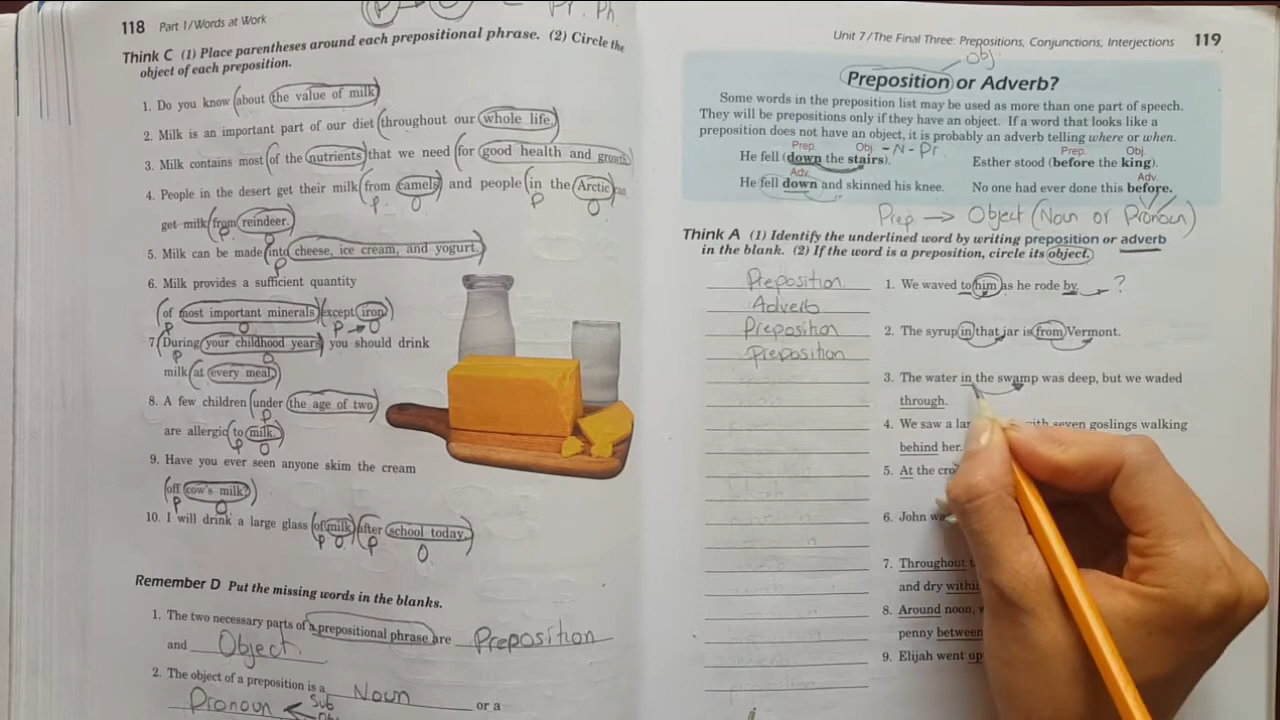 118 Part 1/Words at Work
Pr. Ph.
Think C (1) Place parentheses around each prepositional phrase. (2) Circle the
object of each preposition.
1. Do you know (about the value of milk)
2. Milk is an important part of our diet (throughout our whole life.)
3. Milk contains most (of the nutrients) that we need (for good health and growth.
4. People in the desert get their milk (from camels) and people (in the Arctic) can
P O P O
get milk (from reindeer.)
P O
5. Milk can be made (into cheese, ice cream, and yogurt.)
P
6. Milk provides a sufficient quantity
(of most important minerals) (except iron.)
P O P → O
7. (During your childhood years) you should drink
P O
milk (at every meal.)
8. A few children (under the age of two)
P
are allergic (to milk.)
P O
9. Have you ever seen anyone skim the cream
(off cow's milk?)
P O
10. I will drink a large glass (of milk) (after school today.)
P O P O
Remember D Put the missing words in the blanks.
1. The two necessary parts of a prepositional phrase are Preposition
and Object.
2. The object of a preposition is a Noun or a
Pronoun Sub
Obj
Unit 7/The Final Three: Prepositions, Conjunctions, Interjections 119
Obj
Preposition or Adverb?
Some words in the preposition list may be used as more than one part of speech.
They will be prepositions only if they have an object. If a word that looks like a
preposition does not have an object, it is probably an adverb telling where or when.
Prep. Obj. - N - Pr Prep. Obj.
He fell (down the stairs). Esther stood (before the king).
Adv. Adv.
He fell down and skinned his knee. No one had ever done this before.
Prep → Object (Noun or Pronoun)
Think A (1) Identify the underlined word by writing preposition or adverb
in the blank. (2) If the word is a preposition, circle its object.
Preposition 1. We waved to him as he rode by. ?
Adverb
Preposition 2. The syrup in that jar is from Vermont.
Preposition
3. The water in the swamp was deep, but we waded
through.
4. We saw a with seven goslings walking
behind her.
5. At the
6. John
7. Throughout
and dry
8. Around noon,
penny between
9. Elijah went up